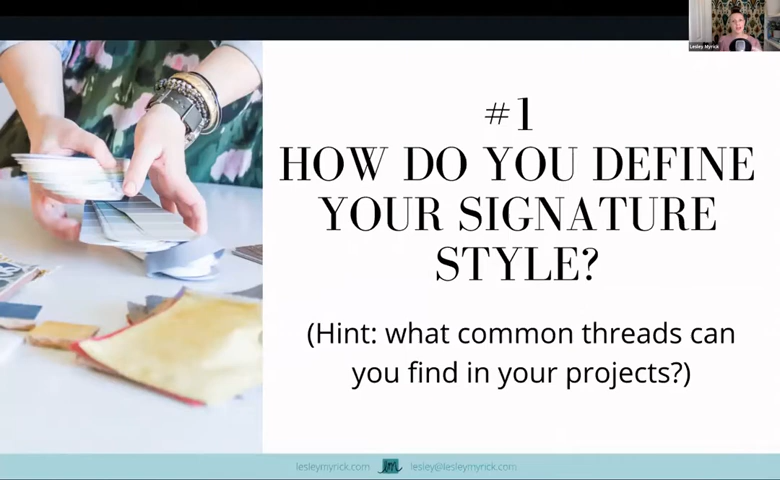 Lesley Myrick
#1
HOW DO YOU DEFINE
YOUR SIGNATURE
STYLE?
(Hint: what common threads can
you find in your projects?)
lesleymyrick.com lm lesley@lesleymyrick.com